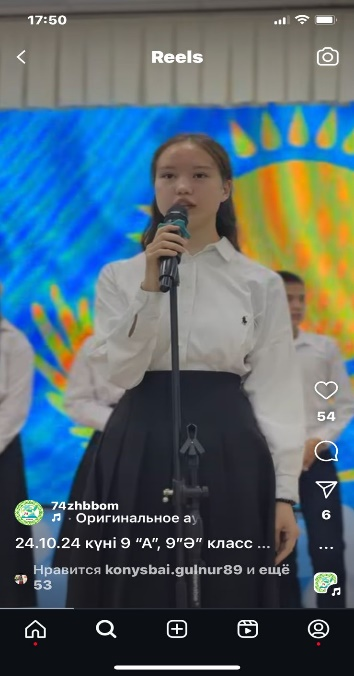 17:50
Reels
54
6
74zhbbom
Оригинальное ау
24.10.24 күні 9 “А”, 9”Ә” класс ...
Нравится konysbai.gulnur89 и ещё
53